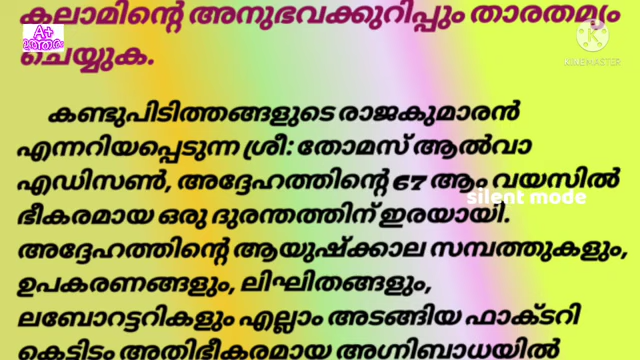 കലാമിന്റെ അനുഭവക്കുറിപ്പും താരതമ്യം
ചെയ്യുക.
A+
KINEMASTER
കണ്ടുപിടിത്തങ്ങളുടെ രാജകുമാരൻ
എന്നറിയപ്പെടുന്ന ശ്രീ: തോമസ് ആൽവാ
എഡിസൺ, അദ്ദേഹത്തിന്റെ 67 ആം വയസിൽ
silent mode
ഭീകരമായ ഒരു ദുരന്തത്തിന് ഇരയായി.
അദ്ദേഹത്തിന്റെ ആയുഷ്ക്കാല സമ്പത്തുകളും,
ഉപകരണങ്ങളും, ലിഘിതങ്ങളും,
ലബോറട്ടറികളും എല്ലാം അടങ്ങിയ ഫാക്ടറി
കെട്ടിടം അതിഭീകരമായ അഗ്നിബാധയിൽ